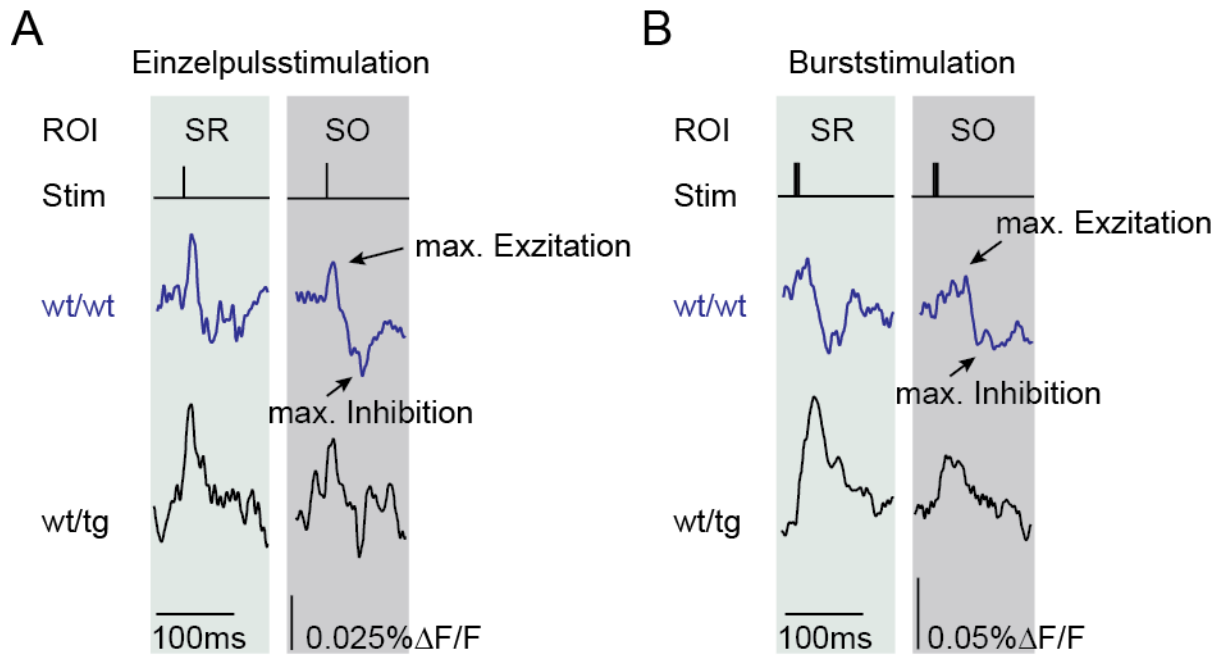 A
Einzelpulsstimulation
ROI
SR
SO
Stim
max. Exzitation
wt/wt
max. Inhibition
wt/tg
100ms
0.025%ΔF/F
B
Burststimulation
ROI
SR
SO
Stim
max. Exzitation
wt/wt
max. Inhibition
wt/tg
100ms
0.05%ΔF/F